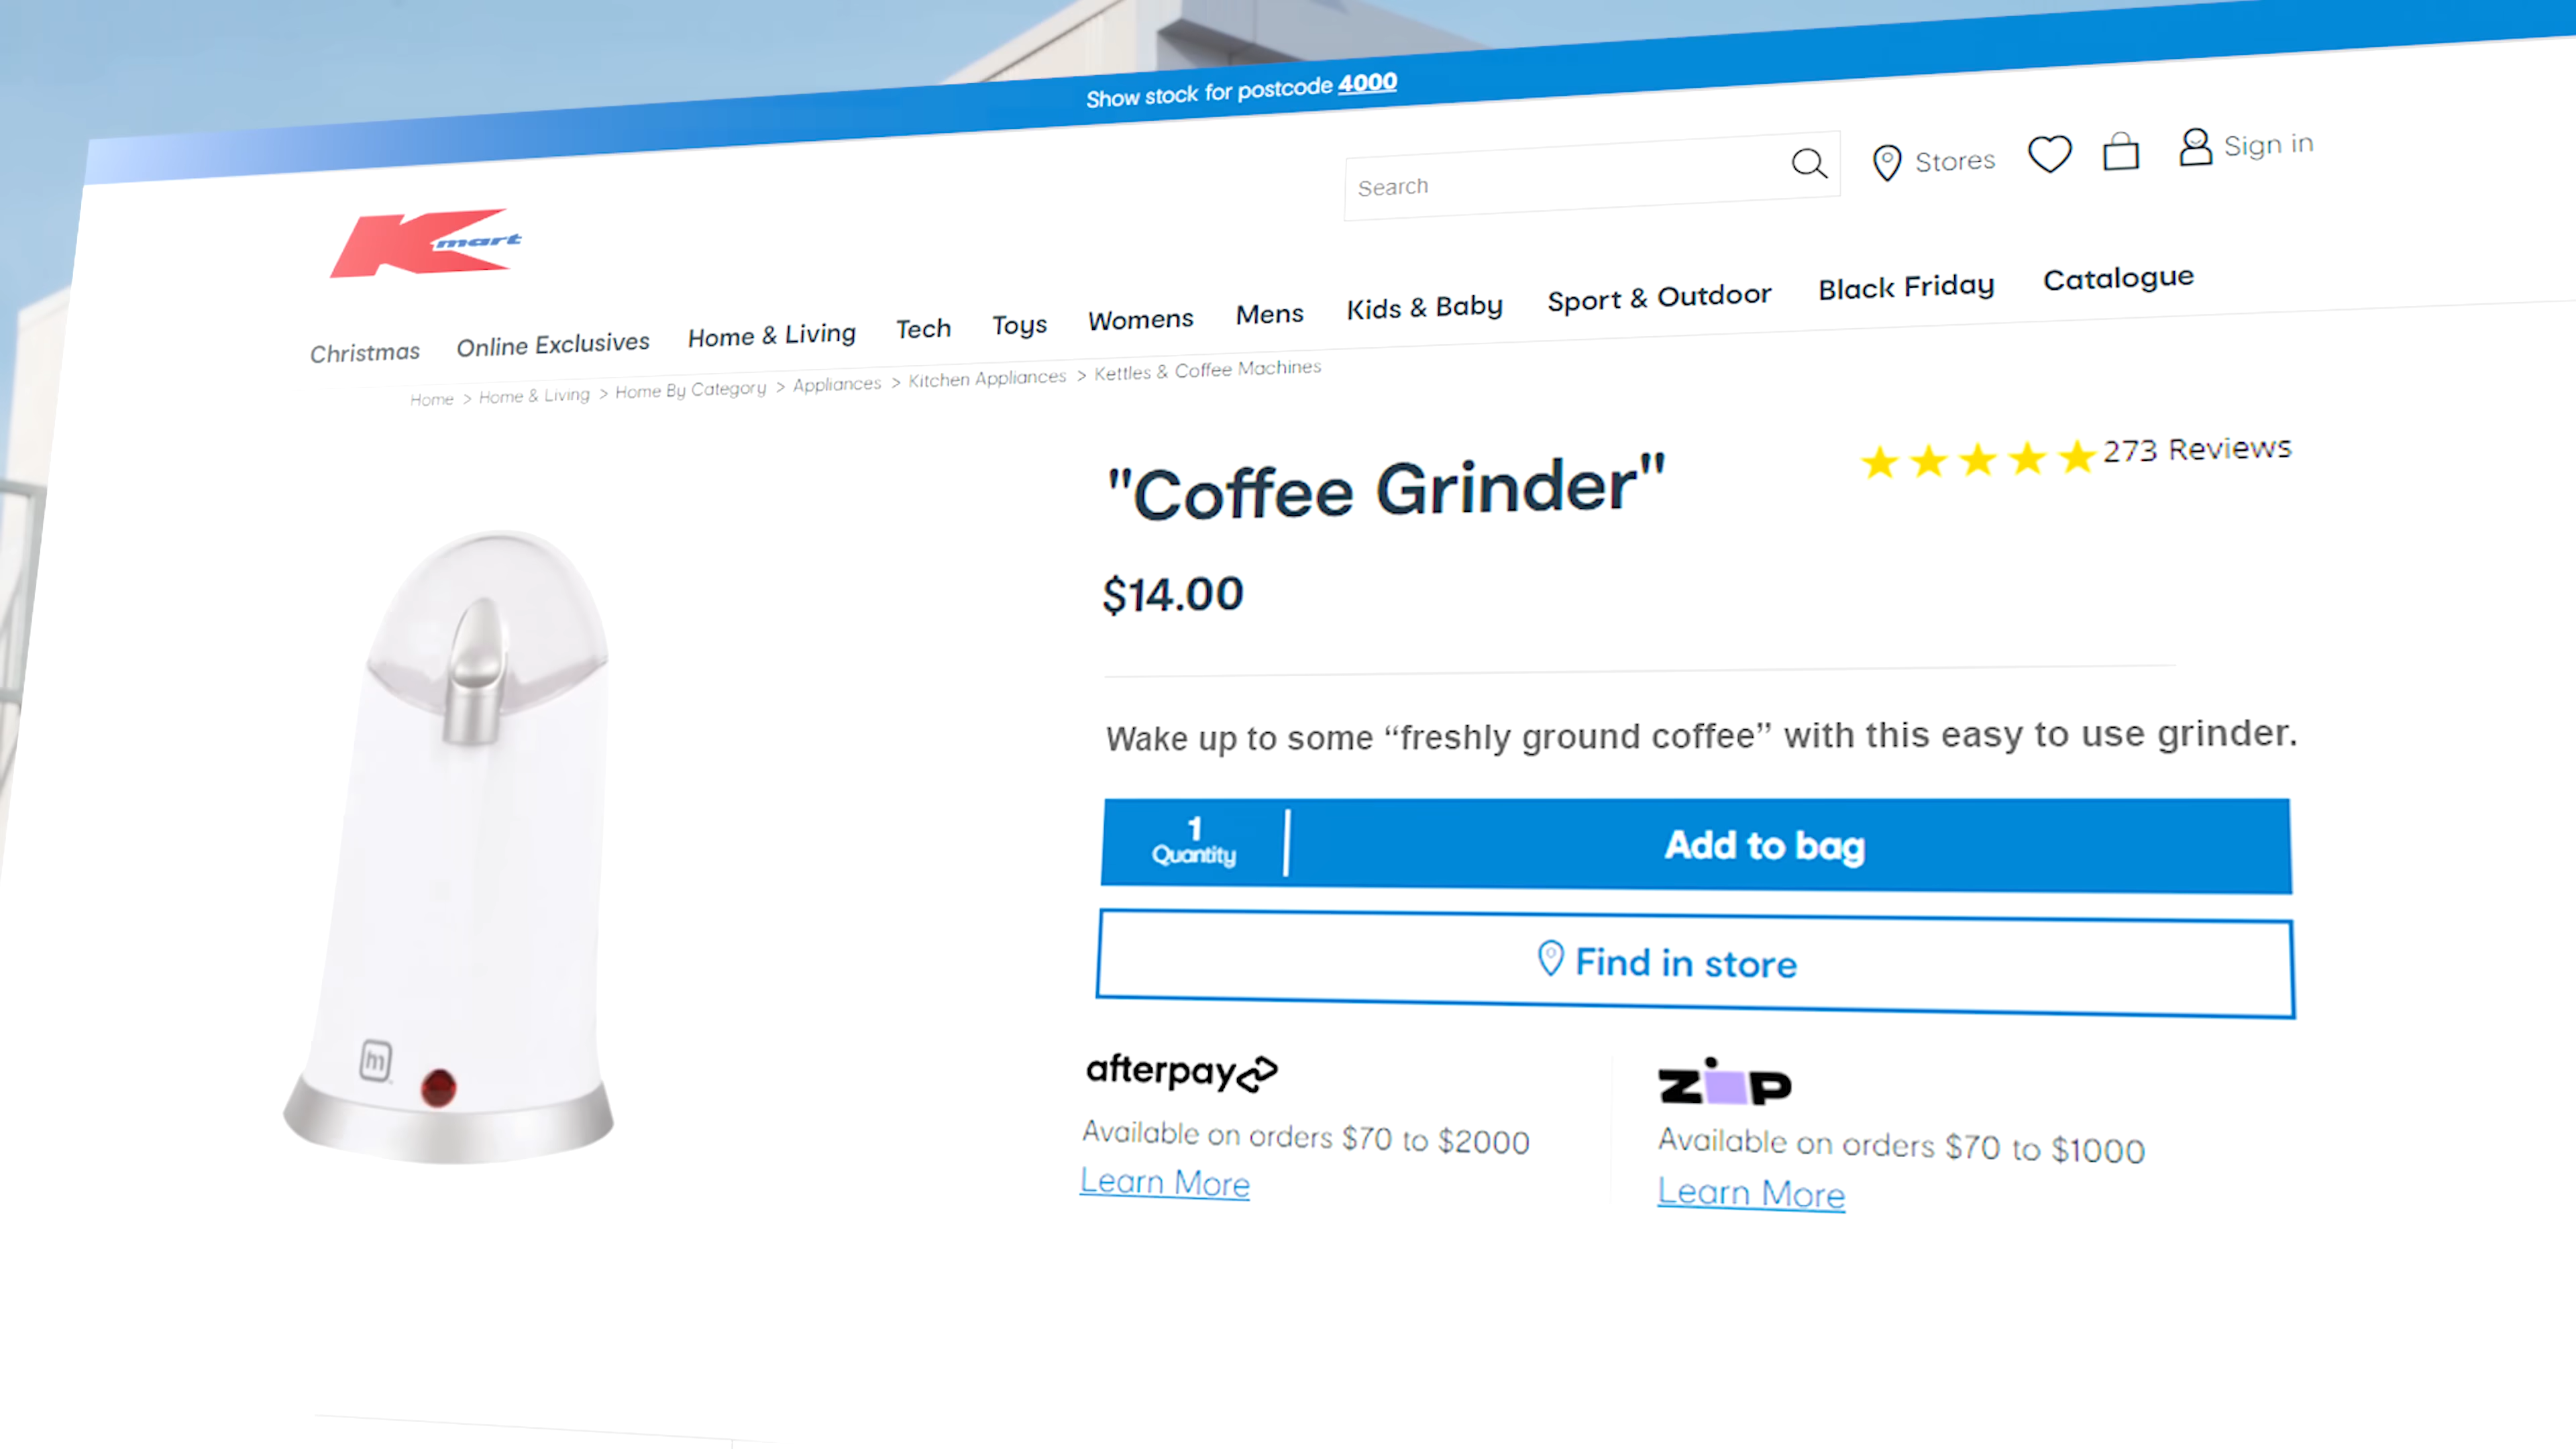 Show stock for postcode 4000
Kmart
Search
Stores
Sign in
Christmas Online Exclusives Home & Living Tech Toys Womens Mens Kids & Baby Sport & Outdoor Black Friday Catalogue
Home > Home & Living > Home By Category > Appliances > Kitchen Appliances > Kettles & Coffee Machines
"Coffee Grinder"
273 Reviews
$14.00
Wake up to some “freshly ground coffee” with this easy to use grinder.
1
Quantity
Add to bag
Find in store
afterpay
Available on orders $70 to $2000
Learn More
zip
Available on orders $70 to $1000
Learn More
m